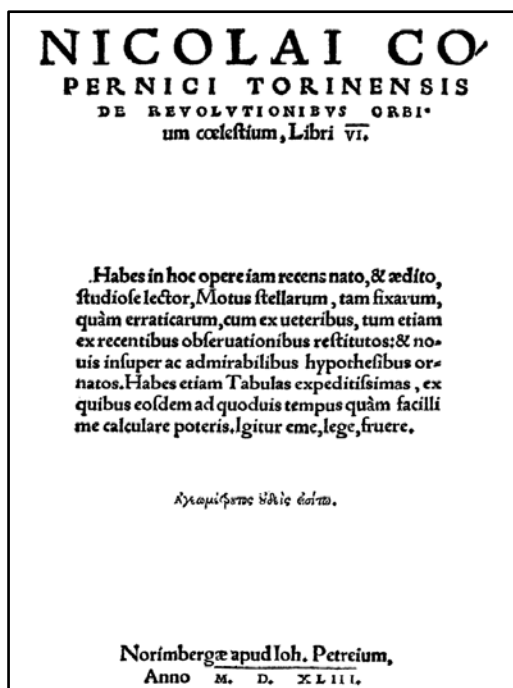 NICOLAI CO-
PERNICI TORINENSIS
DE REVOLVTIONIBVS ORBI-
um cœleſtium, Libri VI.
Habes in hoc opere iam recens nato, & ædito,
ſtudioſe lector, Motus ſtellarum, tam fixarum,
quàm erraticarum, cum ex ueteribus, tum etiam
ex recentibus obſeruationibus reſtitutos: & no-
uis inſuper ac admirabilibus hypotheſibus or-
natos. Habes etiam Tabulas expeditiſsimas, ex
quibus eoſdem ad quoduis tempus quàm facilli
me calculare poteris. Igitur eme, lege, fruere.
Ἀγεωμέτρητος οὐδεὶς εἰσίτω.
Norimbergæ apud Ioh. Petreium,
Anno M. D. XLIII.